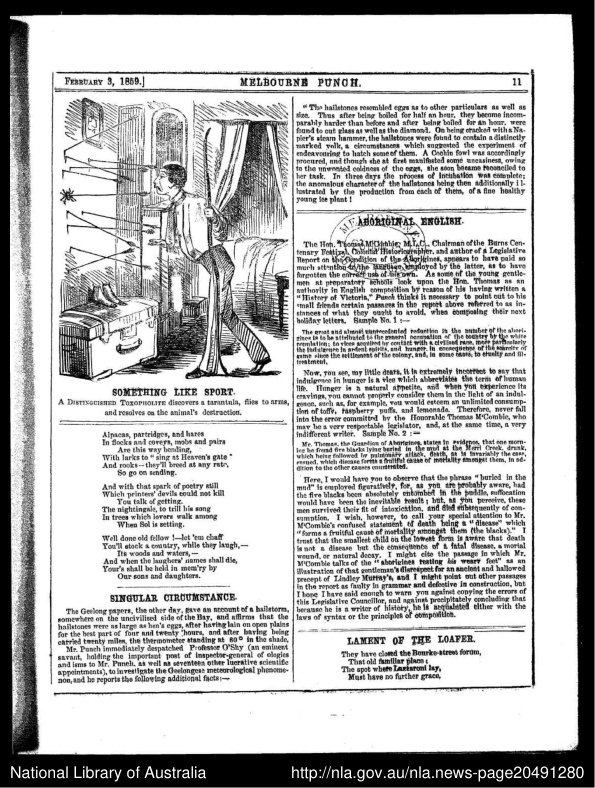 FEBRUARY 3, 1859.]
MELBOURNE PUNCH.
11
SOMETHING LIKE SPORT.
A DISTINGUISHED TOXOPHOLITE discovers a tarantula, flies to arms,
and resolves on the animal's destruction.
Alpacas, partridges, and hares
In flocks and coveys, mobs and pairs
Are this way bending,
With larks to "sing at Heaven's gate"
And rooks—they'll breed at any rate,
So go on sending.
And with that spark of poetry still
Which printers' devils could not kill
You talk of getting.
The nightingale, to trill his song
In trees which lovers walk among
When Sol is setting.
Well done old fellow!—let 'em chaff
You'll stock a country, while they laugh,—
Its woods and waters,—
And when the laughers' names shall die,
Your's shall be held in mem'ry by
Our sons and daughters.
SINGULAR CIRCUMSTANCE.
The Geelong papers, the other day, gave an account of a hailstorm,
somewhere on the uncivilised side of the Bay, and affirms that the
hailstones were as large as hen's eggs, after having lain on open plains
for the best part of four and twenty hours, and after having being
carried twenty miles, the thermometer standing at 80° in the shade,
Mr. Punch immediately despatched Professor O'Shy (an eminent
savant, holding the important post of inspector-general of ologies
and isms to Mr. Punch, as well as seventeen other lucrative scientific
appointments), to investigate the Geelongese meteorological phenome-
non, and he reports the following additional facts:—
"The hailstones resembled eggs as to other particulars as well as
size. Thus after being boiled for half an hour, they become incom-
parably harder than before and after being boiled for an hour, were
found to cut glass as well as the diamond. On being cracked with a Na-
pier's steam hammer, the hailstones were found to contain a distinctly
marked yolk, a circumstances which suggested the experiment of
endeavouring to hatch some of them. A Cochin fowl was accordingly
procured, and though she at first manifested some uneasiness, owing
to the unwonted coldness of the eggs, she soon became reconciled to
her task. In three days the process of incubation was complete;
the anomalous character of the hailstones being then additionally il-
lustrated by the production from each of them, of a fine healthy
young ice plant!
ABORIGINAL ENGLISH.
The Hon. Thomas McCombie, M.L.C., Chairman of the Burns Cen-
tenary Festival, Colonial Historiographer, and author of a Legislative
Report on the Condition of the Aborigines, appears to have paid so
much attention to the language employed by the latter, as to have
forgotten the correct use of his own. As some of the young gentle-
men at preparatory schools look upon the Hon. Thomas as an
authority in English composition by reason of his having written a
"History of Victoria," Punch thinks it necessary to point out to his
small friends certain passages in the report above referred to as in-
stances of what they ought to avoid, when composing their next
holiday letters. Sample No. 1:—
The great and almost unprecedented reduction in the number of the abori-
gines is to be attributed to the general occupation of the country by the white
population; to vices acquired by contact with a civilised race, more particularly
the indulgence in ardent spirits, and hunger, in consequence of the scarcity of
game since the settlement of the colony, and, in some cases, to cruelty and ill-
treatment.
Now, you see, my little dears, it is extremely incorrect to say that
indulgence in hunger is a vice which abbreviates the term of human
life. Hunger is a natural appetite, and when you experience its
cravings, you cannot properly consider them in the light of an indul-
gence, such as, for example, you would esteem an unlimited consump-
tion of toffy, raspberry puffs, and lemonade. Therefore, never fall
into the error committed by the Honorable Thomas M'Combie, who
may be a very respectable legislator, and, at the same time, a very
indifferent writer. Sample No. 2:—
Mr. Thomas, the Guardian of Aborigines, states in evidence, that one morn-
ing he found five blacks lying buried in the mud at the Merri Creek, drunk,
which being followed by pulmonary attack, death, as is invariably the case,
ensued, which disease forms a fruitful cause of mortality amongst them, in ad-
dition to the other causes enumerated.
Here, I would have you to observe that the phrase "buried in the
mud" is employed figuratively, for, as you are probably aware, had
the five blacks been absolutely entombed in the puddle, suffocation
would have been the inevitable result; but, as you perceive, these
men survived their fit of intoxication, and died subsequently of con-
sumption. I wish, however, to call your special attention to Mr.
M'Combie's confused statement of death being a "disease" which
"forms a fruitful cause of mortality amongst them (the blacks)." I
trust that the smallest child on the lowest form is aware that death
is not a disease but the consequence of a fatal disease, a mortal
wound, or natural decay. I might cite the passage in which Mr.
M'Combie talks of the "aborigines resting his weary feet" as an
illustration of that gentleman's disrespect for an ancient and hallowed
precept of Lindley Murray's, and I might point out other passages
in the report as faulty in grammar and defective in construction, but
I hope I have said enough to warn you against copying the errors of
this Legislative Councillor, and against precipitately concluding that
because he is a writer of history, he is acquainted either with the
laws of syntax or the principles of composition.
LAMENT OF THE LOAFER.
They have closed the Bourke-street forum,
That old familiar place;
The spot where Lazzaroni lay,
Must have no further grace,
National Library of Australia
http://nla.gov.au/nla.news-page20491280